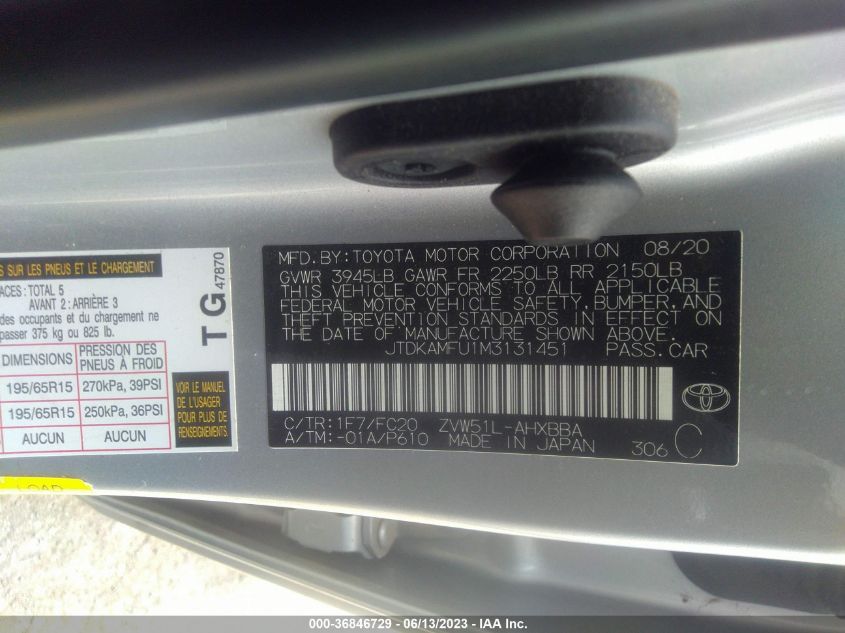 S SUR LES PNEUS ET LE CHARGEMENT
ACES: TOTAL 5
AVANT 2: ARRIÈRE 3
des occupants et du chargement ne
passer 375 kg ou 825 lb.
DIMENSIONS PRESSION DES PNEUS À FROID
195/65R15 270kPa, 39PSI
195/65R15 250kPa, 36PSI
AUCUN AUCUN
TG 47870
VOIR LE MANUEL
DE L'USAGER
POUR PLUS DE
RENSEIGNEMENTS
LOAD
MFD.BY:TOYOTA MOTOR CORPORATION 08/20
GVWR 3945LB GAWR FR 2250LB RR 2150LB
THIS VEHICLE CONFORMS TO ALL APPLICABLE
FEDERAL MOTOR VEHICLE SAFETY, BUMPER, AND
THEFT PREVENTION STANDARDS IN EFFECT ON
THE DATE OF MANUFACTURE SHOWN ABOVE.
JTDKAMFU1M3131451 PASS.CAR
C/TR:1F7/FC20 ZVW51L-AHXBBA
A/TM:-01A/P610 MADE IN JAPAN 306 C
000-36846729 - 06/13/2023 - IAAI Inc.